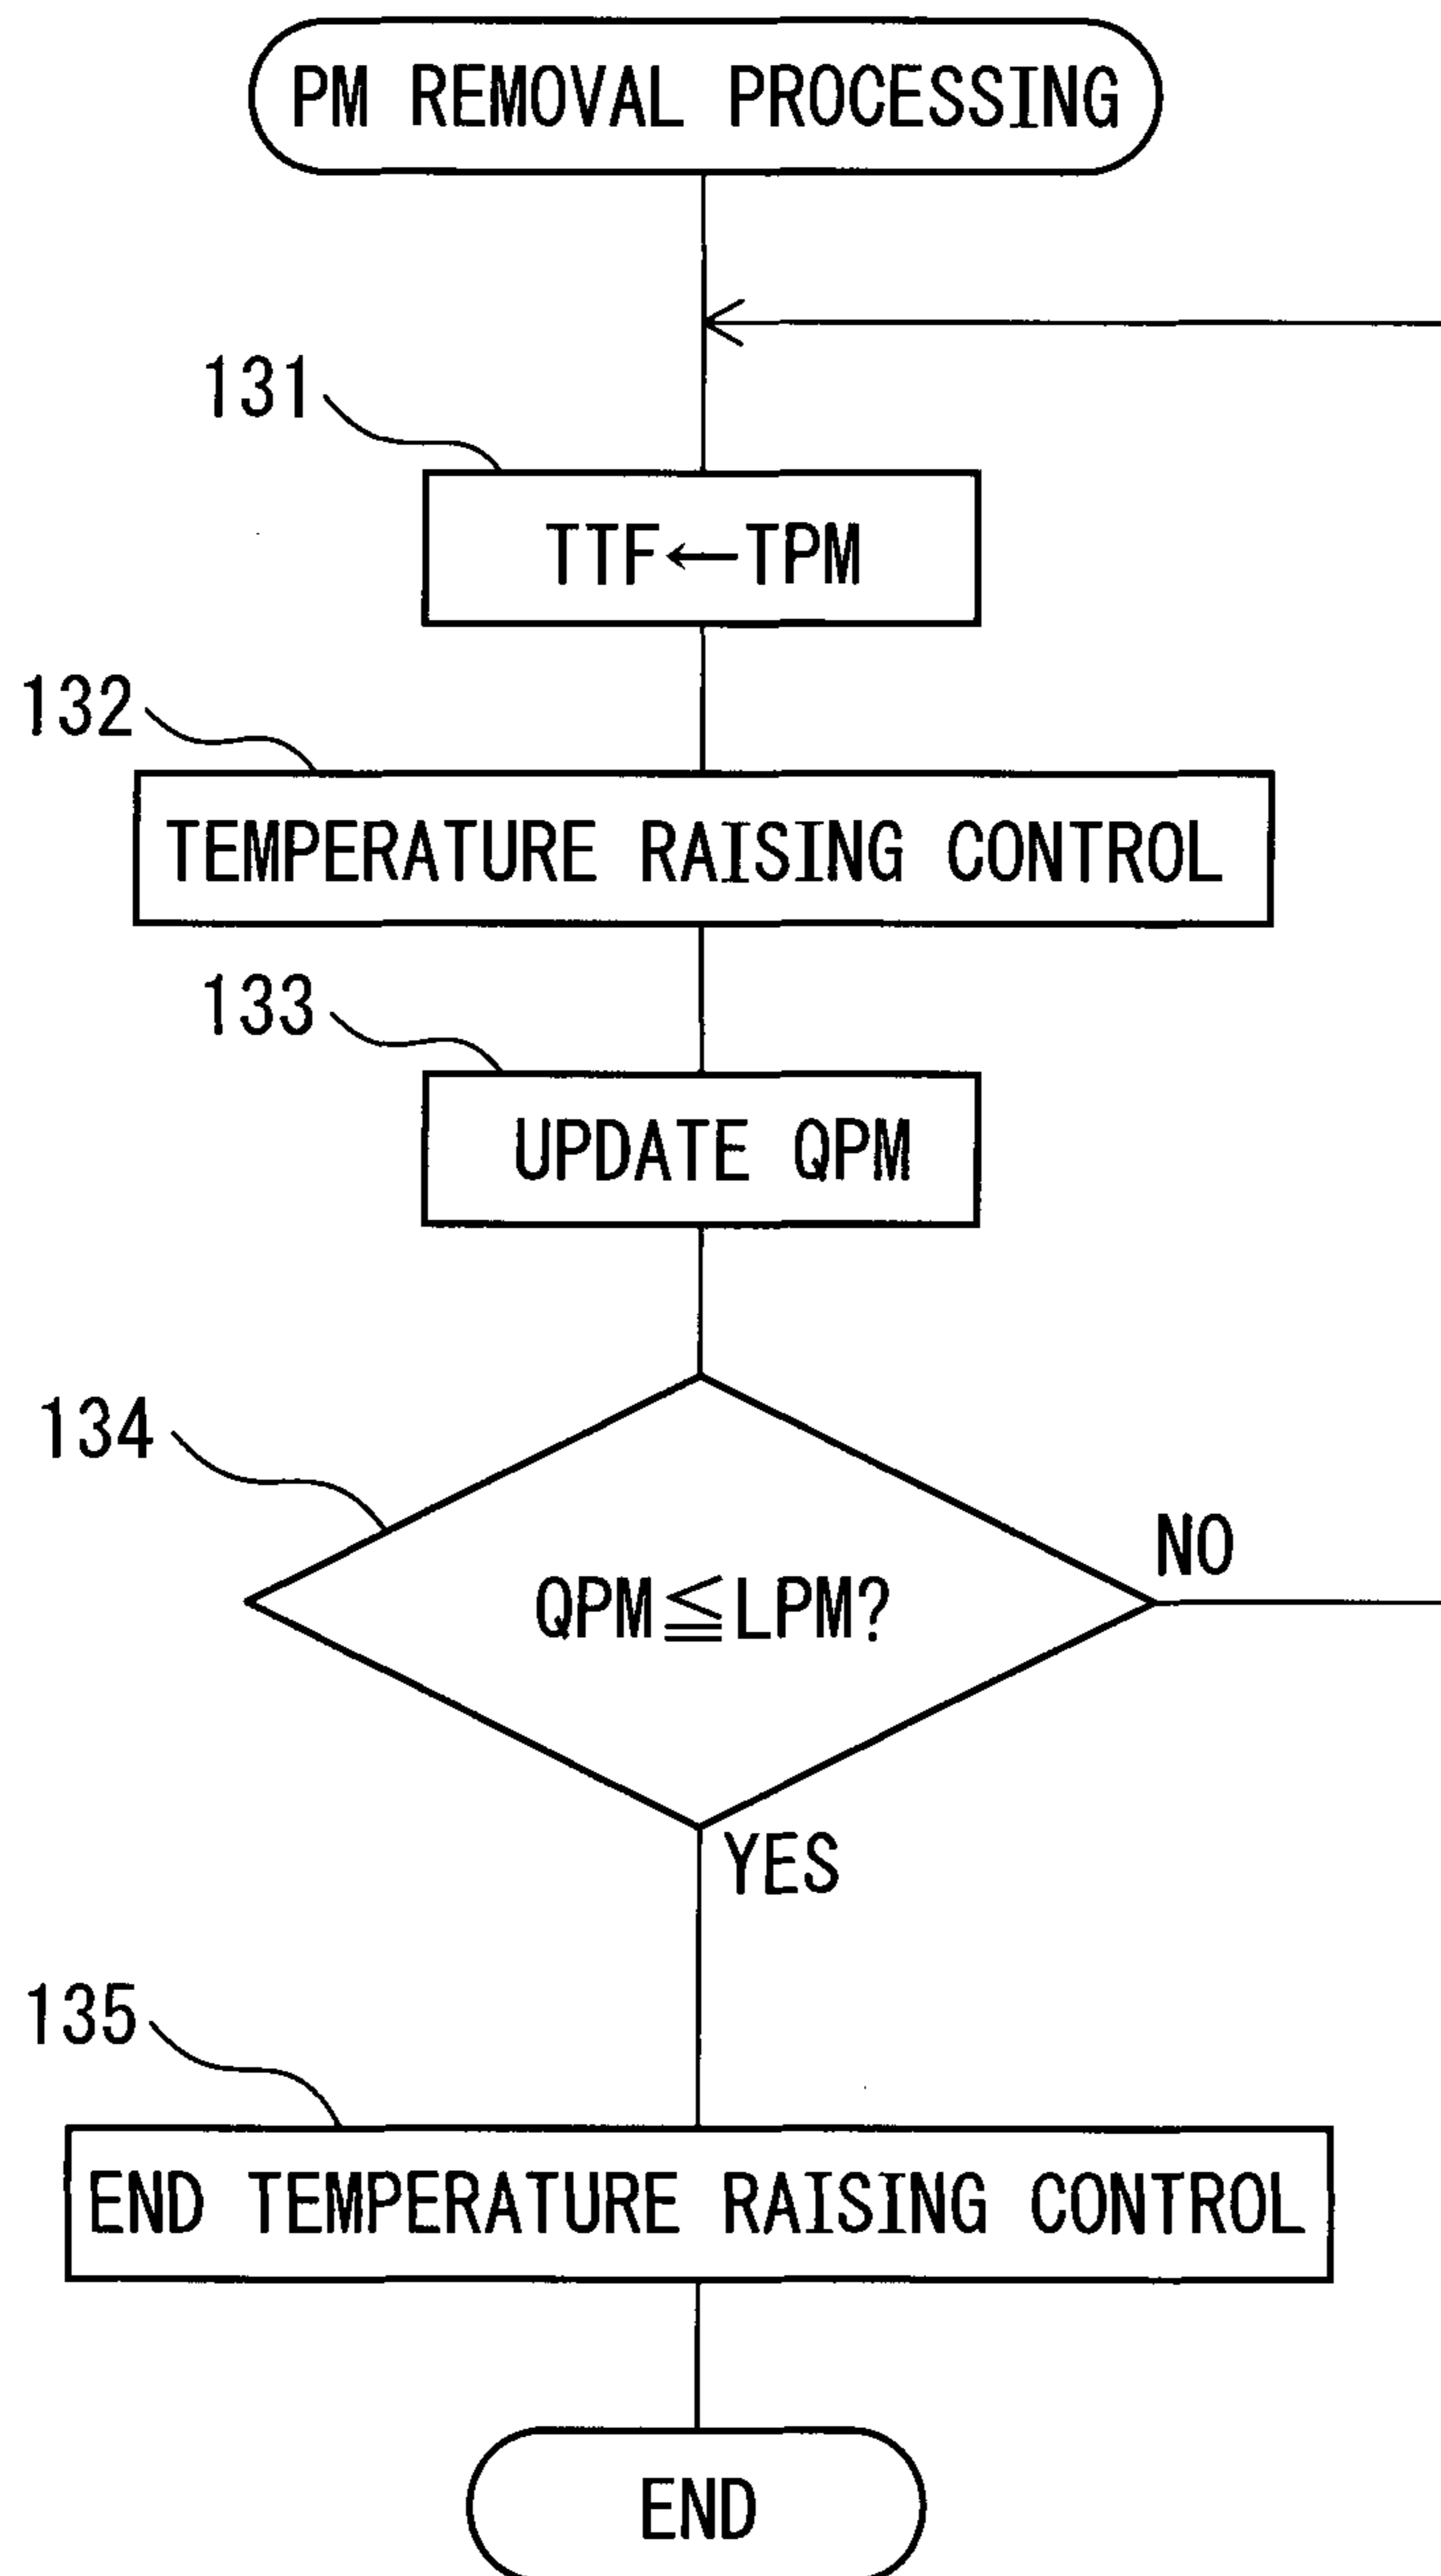 PM REMOVAL PROCESSING
131
TTF←TPM
132
TEMPERATURE RAISING CONTROL
133
UPDATE QPM
134
QPM≦LPM?
NO
YES
135
END TEMPERATURE RAISING CONTROL
END